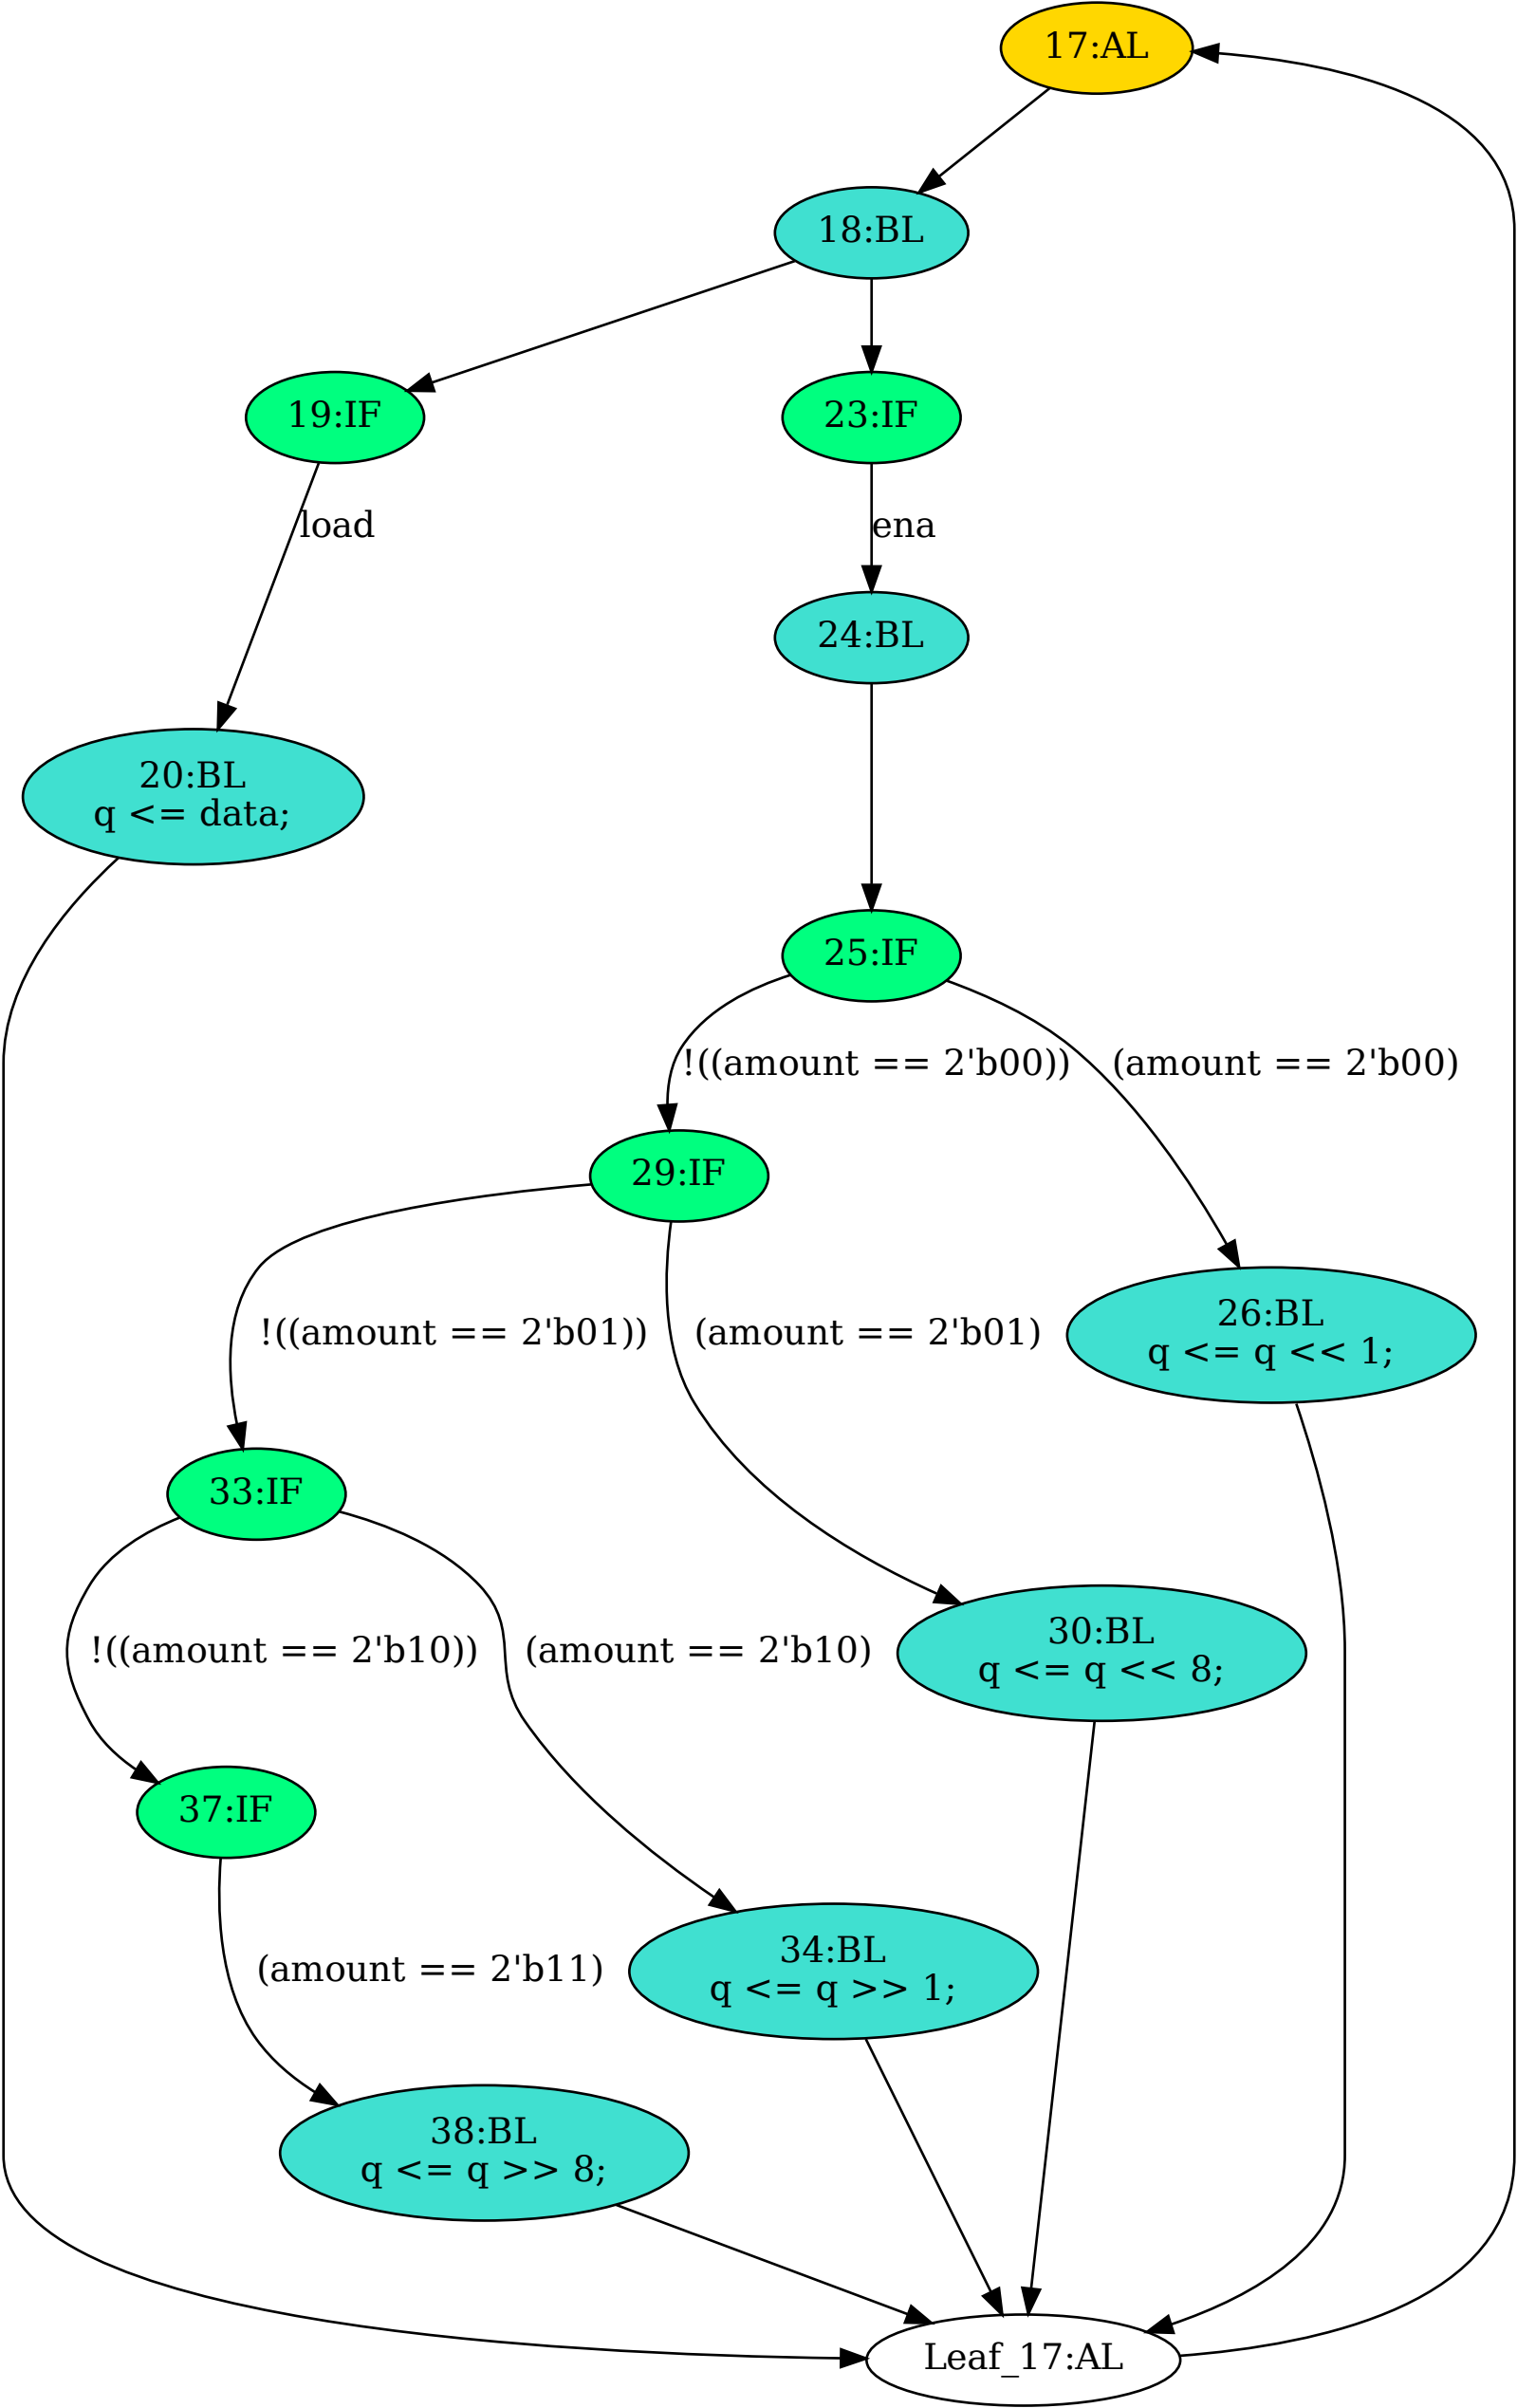 17:AL
18:BL
19:IF
23:IF
load
ena
24:BL
20:BL
q <= data;
25:IF
!((amount == 2'b00))
(amount == 2'b00)
29:IF
!((amount == 2'b01))
(amount == 2'b01)
26:BL
q <= q << 1;
33:IF
!((amount == 2'b10))
(amount == 2'b10)
30:BL
q <= q << 8;
37:IF
(amount == 2'b11)
34:BL
q <= q >> 1;
38:BL
q <= q >> 8;
Leaf_17:AL